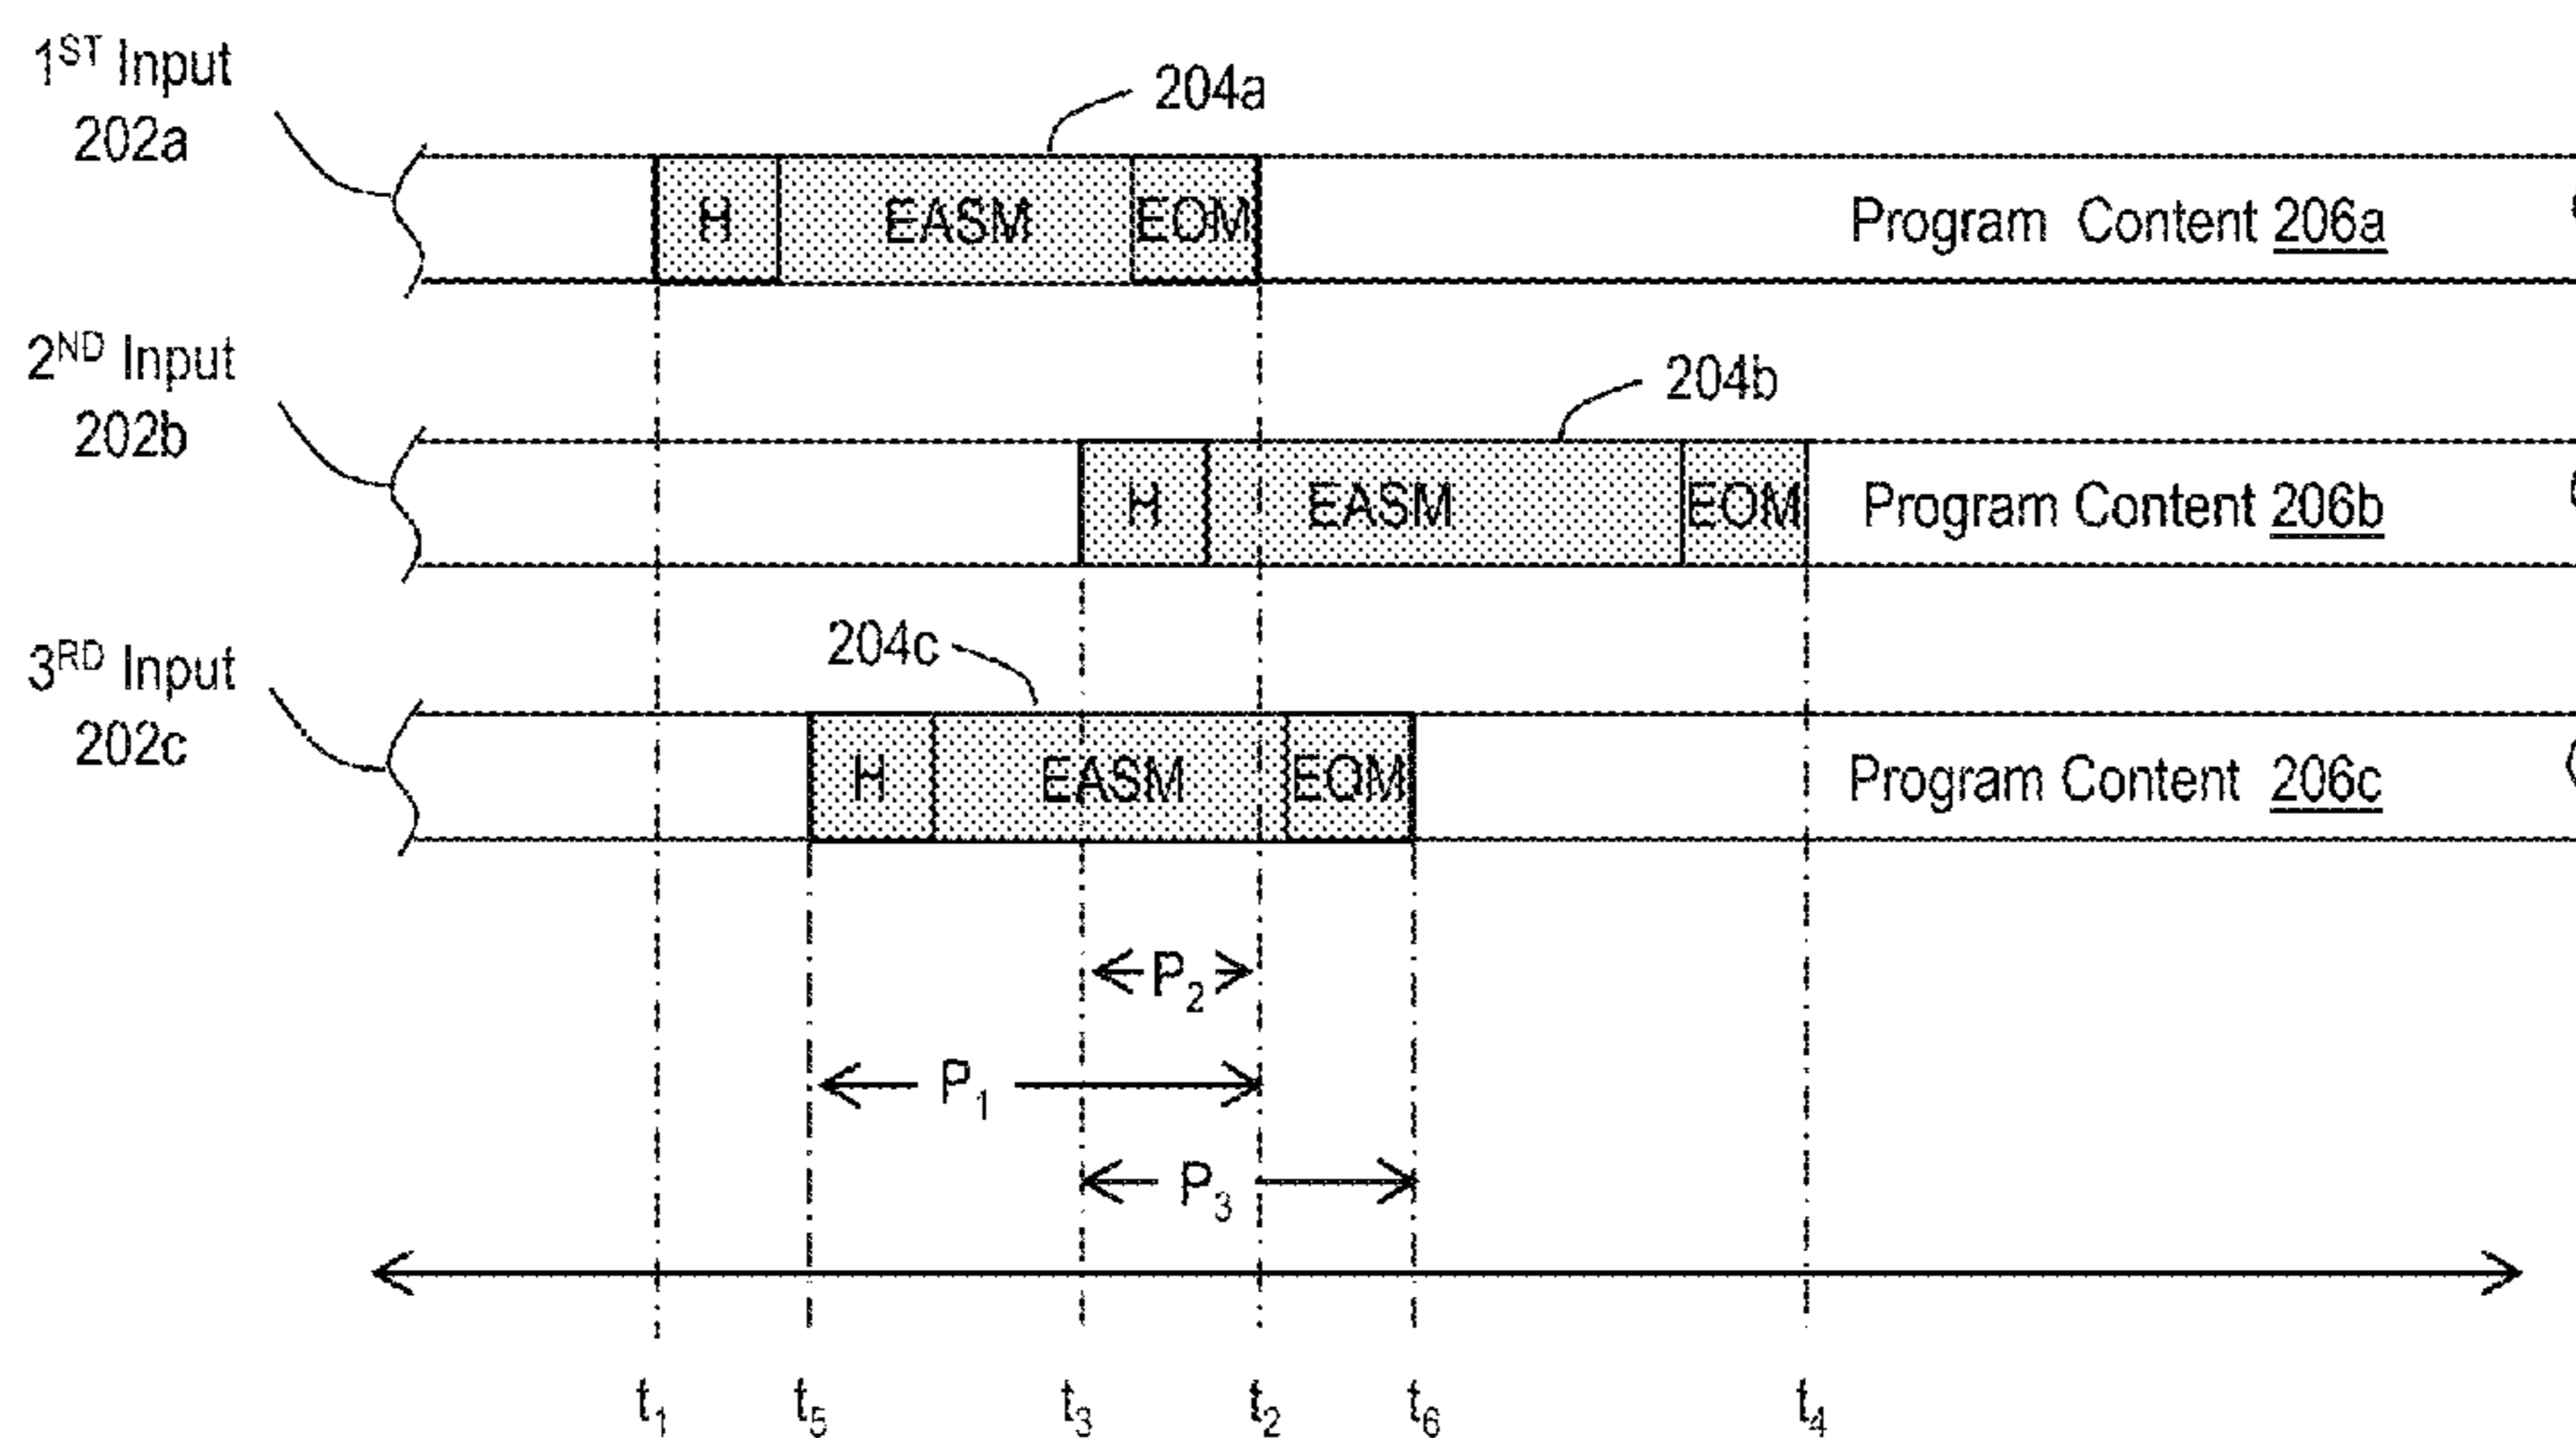 1ST Input
202a
204a
H EASM EOM
Program Content 206a
2ND Input
202b
204b
H EASM EOM
Program Content 206b
3RD Input
202c
204c
H EASM EOM
Program Content 206c
P2
P1
P3
t1 t5 t3 t2 t6 t4